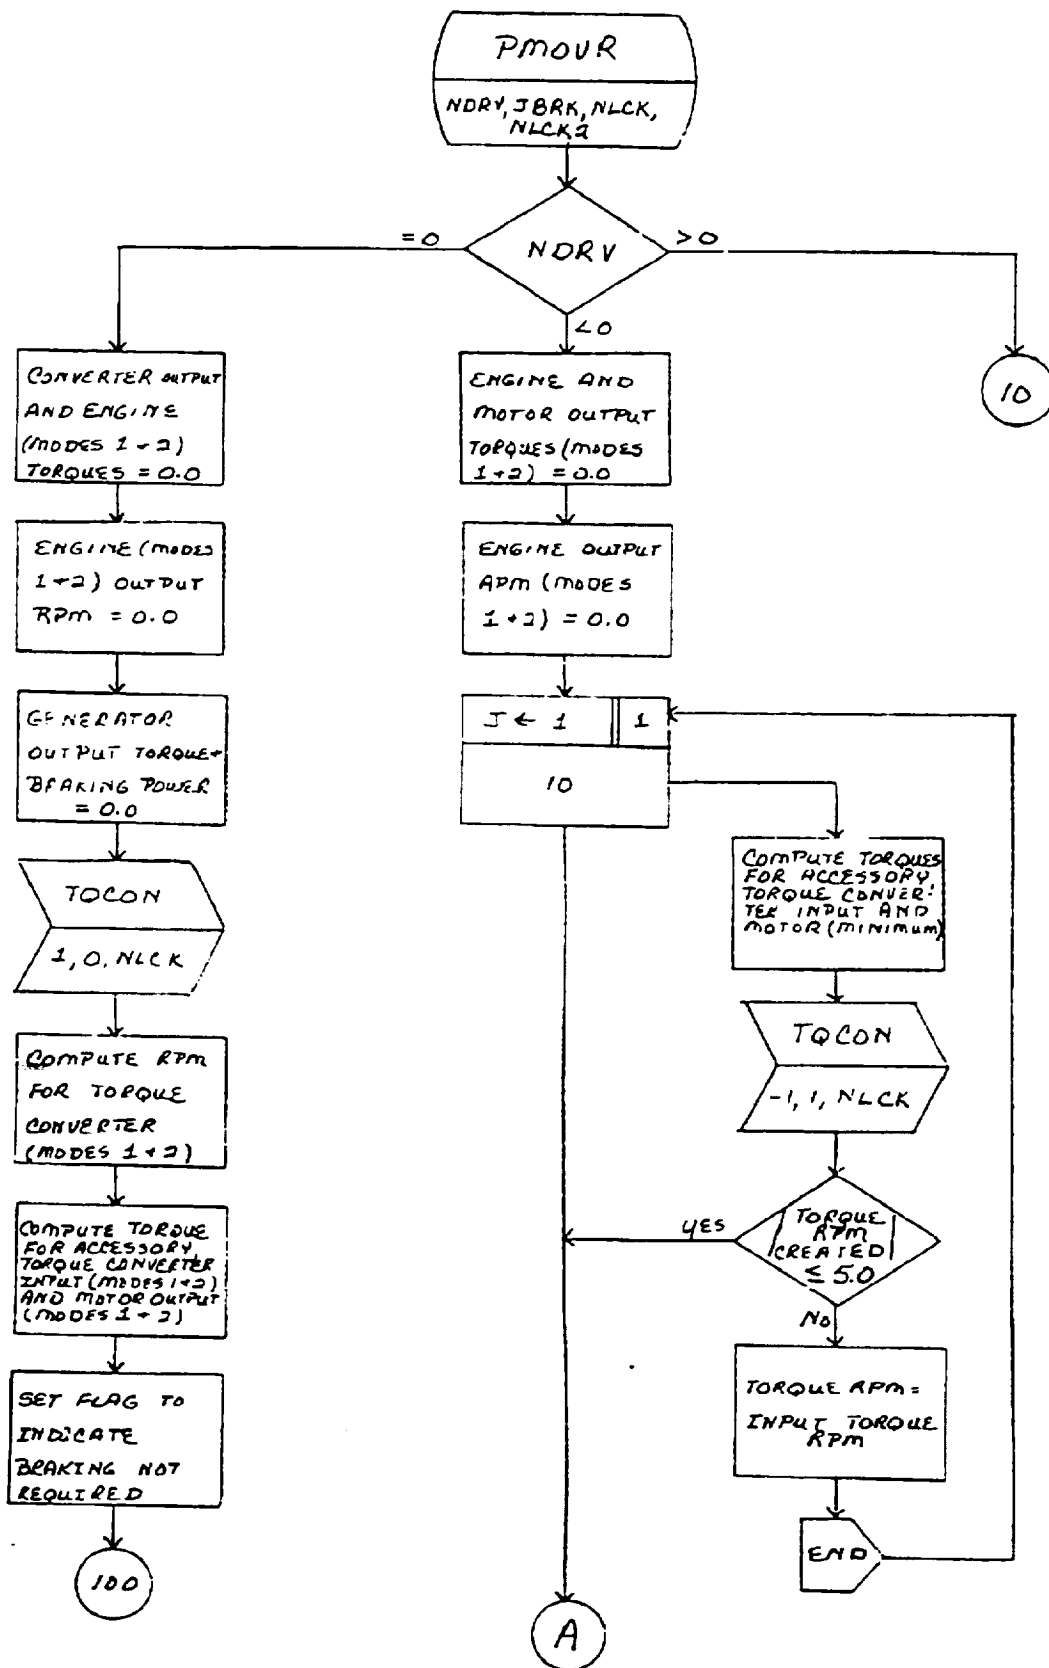 PMOVR
NDRV, JBRK, NLCK,
NLCK2
NDRV
=0
>0
<0
10
CONVERTER OUTPUT
AND ENGINE
(MODES 1+2)
TORQUES = 0.0
ENGINE (MODES
1+2) OUTPUT
RPM = 0.0
GENERATOR
OUTPUT TORQUE+
BRAKING POWER
= 0.0
TQCON
1, 0, NLCK
COMPUTE RPM
FOR TORQUE
CONVERTER
(MODES 1+2)
COMPUTE TORQUE
FOR ACCESSORY,
TORQUE CONVERTER
INPUT (MODES 1+2)
AND MOTOR OUTPUT
(MODES 1+2)
SET FLAG TO
INDICATE
BRAKING NOT
REQUIRED
100
ENGINE AND
MOTOR OUTPUT
TORQUES (MODES
1+2) = 0.0
ENGINE OUTPUT
RPM (MODES
1+2) = 0.0
J ← 1
1
10
COMPUTE TORQUES
FOR ACCESSORY,
TORQUE CONVER-
TER INPUT AND
MOTOR (MINIMUM)
TQCON
-1, 1, NLCK
|TORQUE
RPM
CREATED|
≤ 5.0
YES
NO
TORQUE RPM =
INPUT TORQUE
RPM
END
A